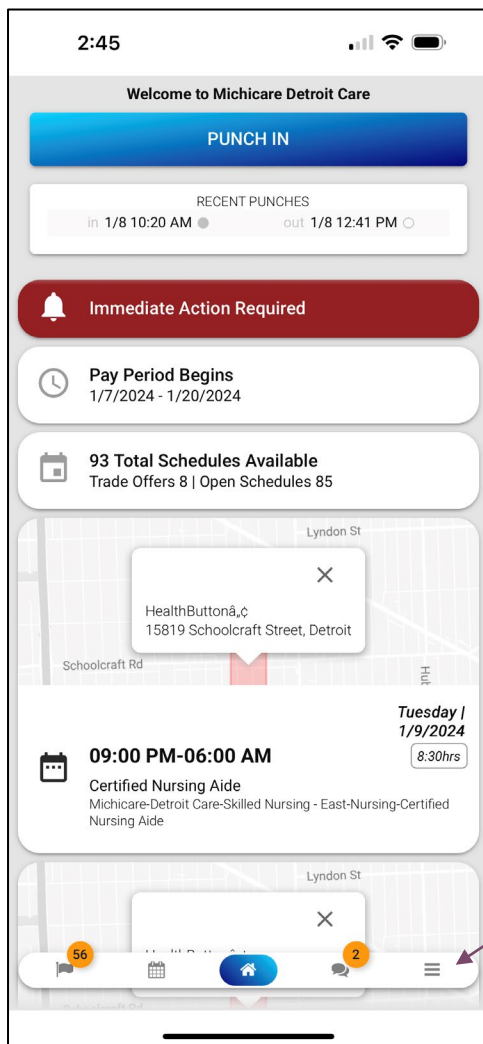 2:45
Welcome to Michicare Detroit Care
PUNCH IN
RECENT PUNCHES
in 1/8 10:20 AM out 1/8 12:41 PM
Immediate Action Required
Pay Period Begins
1/7/2024 - 1/20/2024
93 Total Schedules Available
Trade Offers 8 | Open Schedules 85
Lyndon St
HealthButtonâ„¢
15819 Schoolcraft Street, Detroit
Schoolcraft Rd
Tuesday |
1/9/2024
09:00 PM-06:00 AM
8:30hrs
Certified Nursing Aide
Michicare-Detroit Care-Skilled Nursing - East-Nursing-Certified
Nursing Aide
Lyndon St
56
2